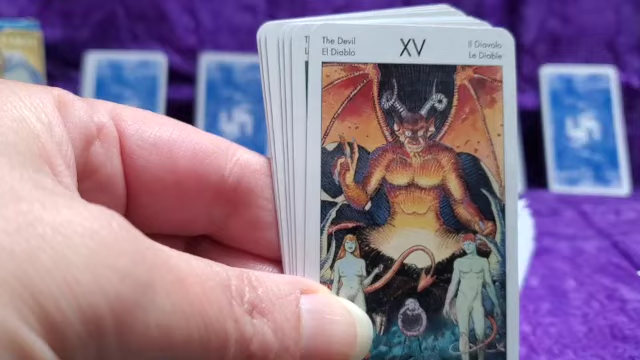 The Devil
El Diablo
XV
Il Diavolo
Le Diable